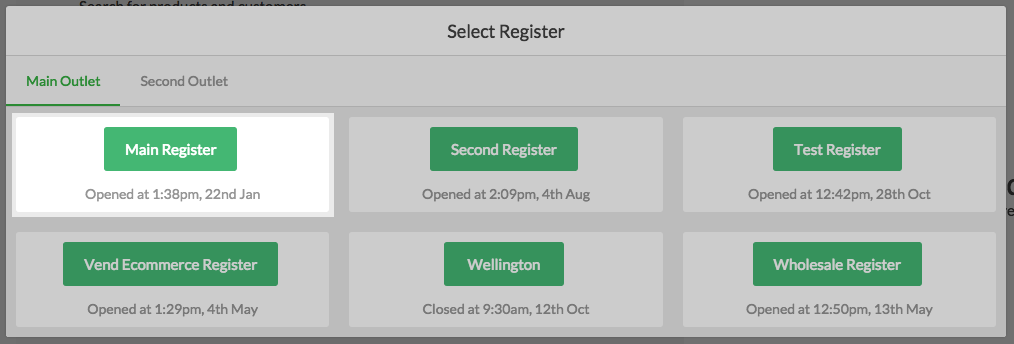 Search for products and customers
Select Register
Main Outlet
Second Outlet
Main Register
Opened at 1:38pm, 22nd Jan
Second Register
Opened at 2:09pm, 4th Aug
Test Register
Opened at 12:42pm, 28th Oct
Vend Ecommerce Register
Opened at 1:29pm, 4th May
Wellington
Closed at 9:30am, 12th Oct
Wholesale Register
Opened at 12:50pm, 13th May